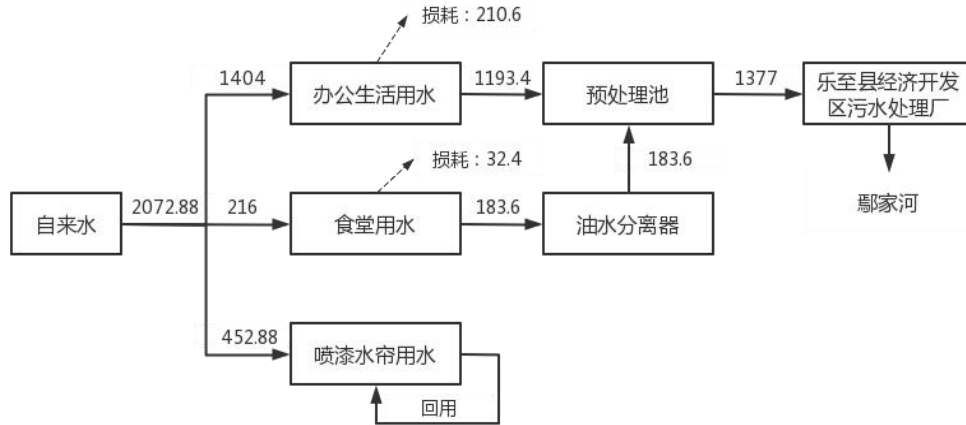 损耗：210.6
1404
办公生活用水
1193.4
预处理池
1377
乐至县经济开发
区污水处理厂
损耗：32.4
183.6
自来水
2072.88
216
食堂用水
183.6
油水分离器
鄢家河
452.88
喷漆水帘用水
回用